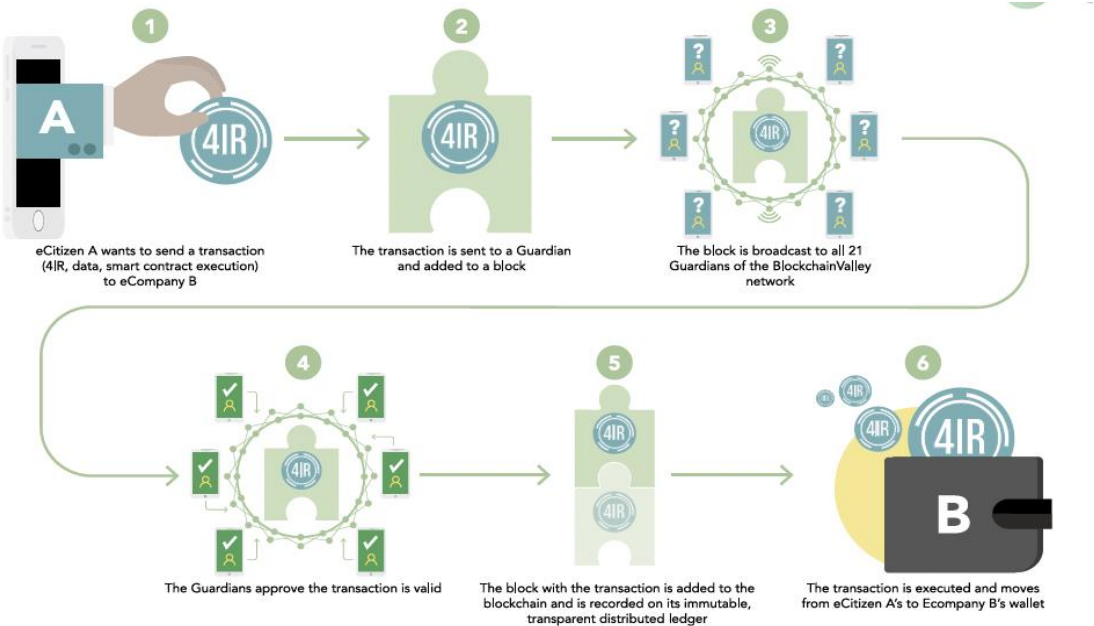 1
2
3
A
4IR
4IR
4IR
?
?
?
?
?
?
eCitizen A wants to send a transaction
(4IR, data, smart contract execution)
to eCompany B
The transaction is sent to a Guardian
and added to a block
The block is broadcast to all 21
Guardians of the BlockchainValley
network
4
5
6
4IR
4IR
4IR
4IR
4IR
4IR
4IR
B
The Guardians approve the transaction is valid
The block with the transaction is added to the
blockchain and is recorded on its immutable,
transparent distributed ledger
The transaction is executed and moves
from eCitizen A's to Ecompany B's wallet